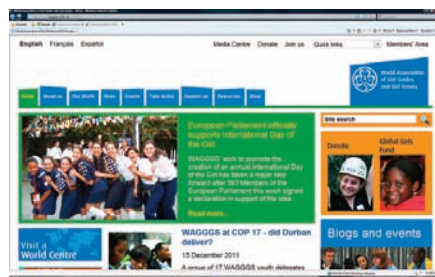 English Français Español
Media Centre Donate Join us Quick links Members' Area
World Association
of Girl Guides
and Girl Scouts
Home About us Our World News Events Take Action Support us Resources Shop
European Parliament officially
supports International Day of
the Girl
WAGGGS' work to promote the
creation of an annual International Day
of the Girl has taken a major step
forward after 393 Members of the
European Parliament this week signed
a declaration in support of the idea.
Read more...
Site search
Donate
Global Girls
Fund
Visit a
World Centre
WAGGGS at COP 17 - did Durban
deliver?
15 December 2011
A group of 17 WAGGGS youth delegates
Blogs and events